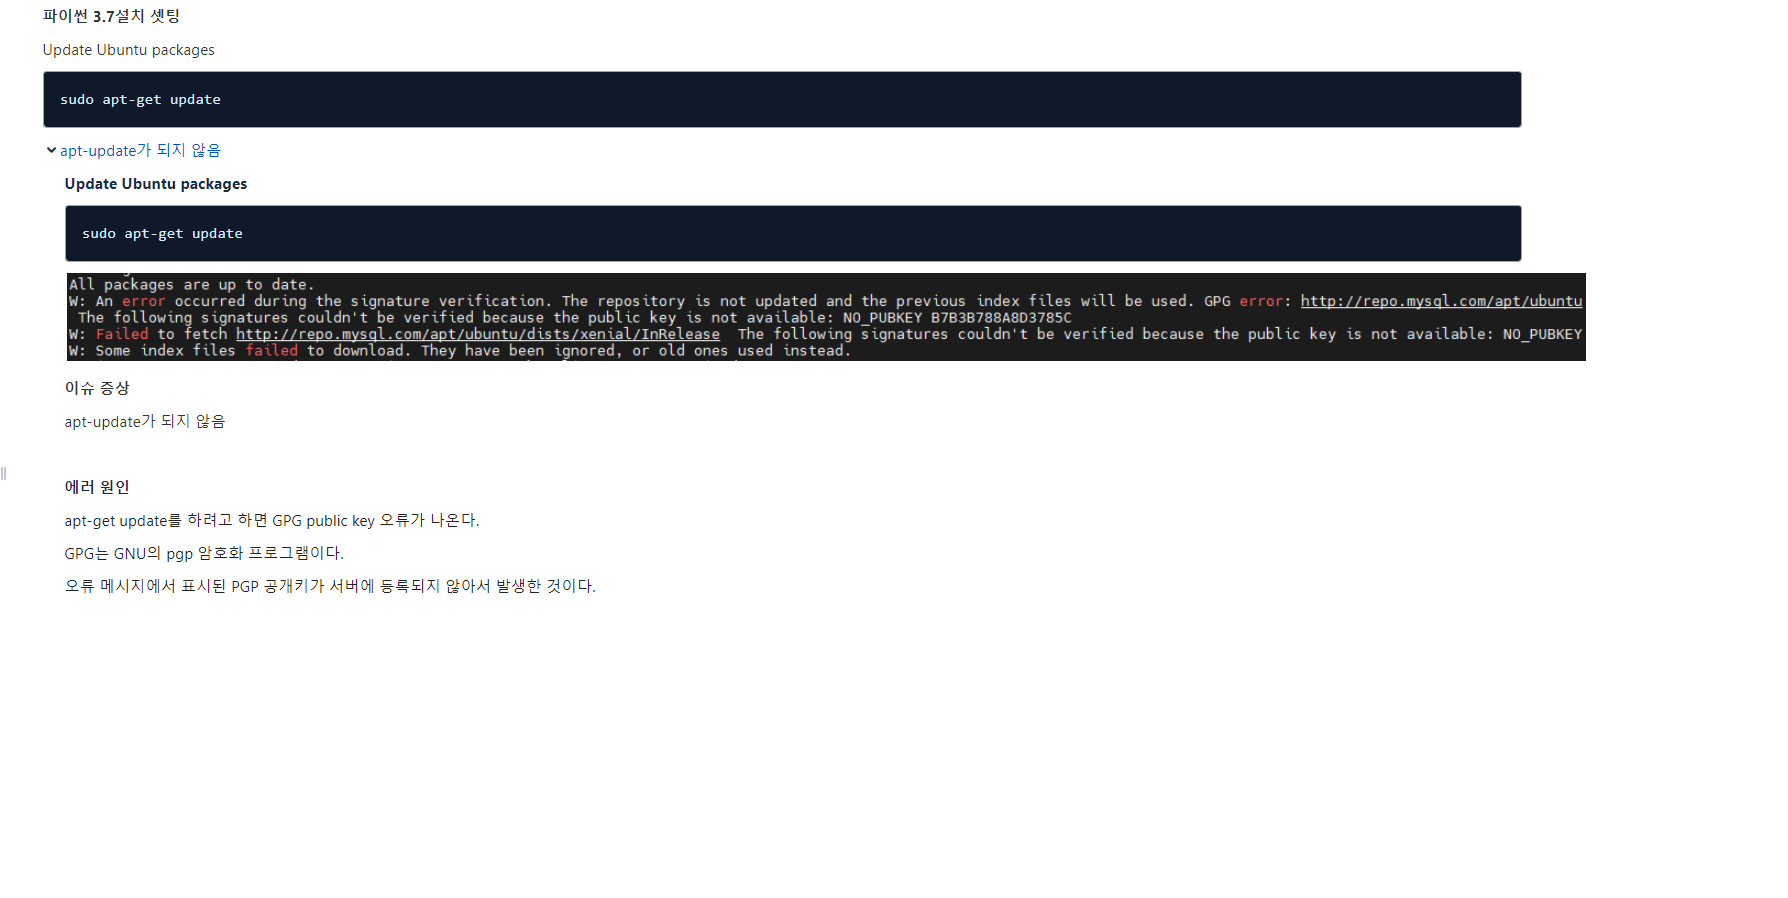 파이썬 3.7설치 셋팅
Update Ubuntu packages
sudo apt-get update
apt-update가 되지 않음
Update Ubuntu packages
sudo apt-get update
All packages are up to date.
W: An error occurred during the signature verification. The repository is not updated and the previous index files will be used. GPG error: http://repo.mysql.com/apt/ubuntu
The following signatures couldn't be verified because the public key is not available: NO_PUBKEY B7B3B788A8D3785C
W: Failed to fetch http://repo.mysql.com/apt/ubuntu/dists/xenial/InRelease The following signatures couldn't be verified because the public key is not available: NO_PUBKEY
W: Some index files failed to download. They have been ignored, or old ones used instead.
이슈 증상
apt-update가 되지 않음
에러 원인
apt-get update를 하려고 하면 GPG public key 오류가 나온다.
GPG는 GNU의 pgp 암호화 프로그램이다.
오류 메시지에서 표시된 PGP 공개키가 서버에 등록되지 않아서 발생한 것이다.